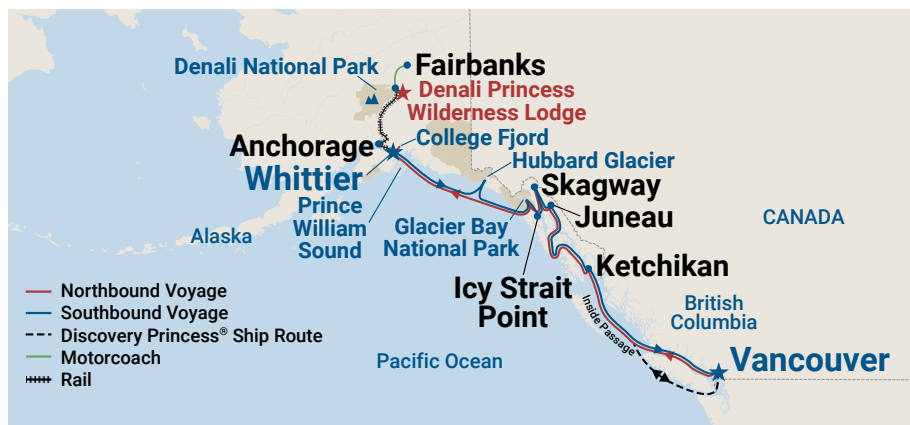 Denali National Park
Fairbanks
Denali Princess
Wilderness Lodge
Anchorage
College Fjord
Whittier
Hubbard Glacier
Prince
William
Sound
Skagway
Juneau
Glacier Bay
National Park
CANADA
Alaska
Icy Strait
Point
Ketchikan
Inside Passage
British
Columbia
Vancouver
Pacific Ocean
Northbound Voyage
Southbound Voyage
Discovery Princess® Ship Route
Motorcoach
Rail